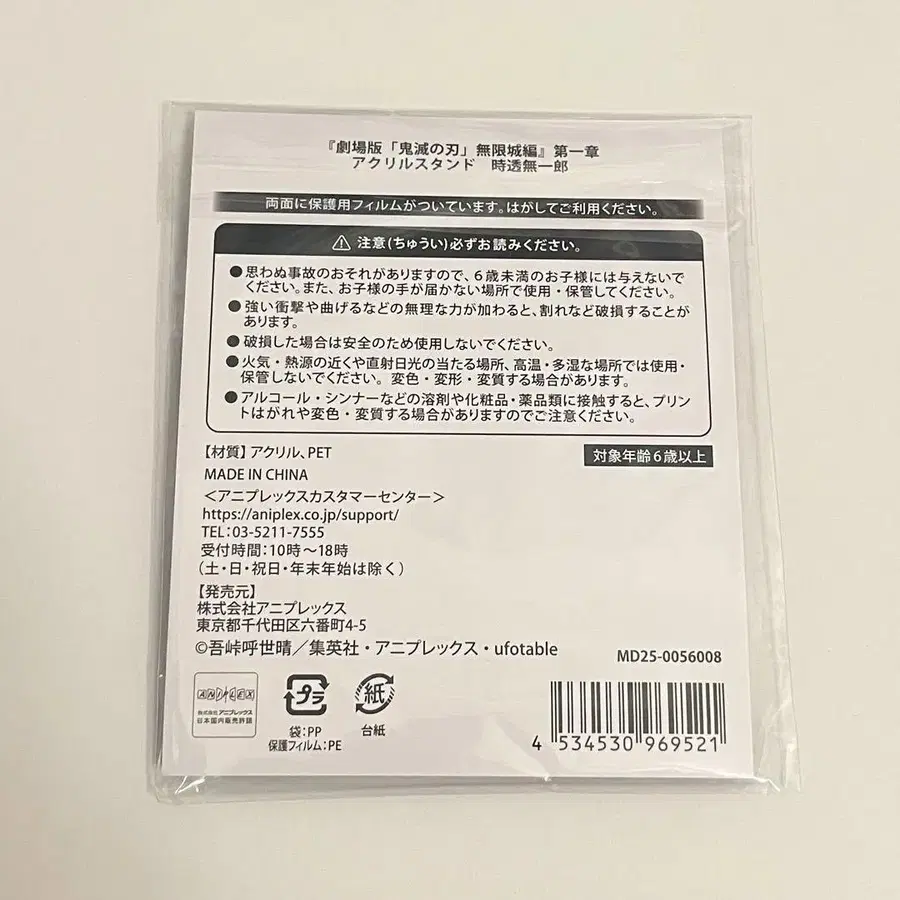 『劇場版「鬼滅の刃」無限城編』第一章
アクリルスタンド 時透無一郎
両面に保護用フィルムがついています。はがしてご利用ください。
注意(ちゅうい)必ずお読みください。
●思わぬ事故のおそれがありますので、6歳未満のお子様には与えないで
ください。また、お子様の手が届かない場所で使用・保管してください。
●強い衝撃や曲げるなどの無理な力が加わると、割れなど破損することが
あります。
●破損した場合は安全のため使用しないでください。
●火気・熱源の近くや直射日光の当たる場所、高温・多湿な場所では使用・
保管しないでください。変色・変形・変質する場合があります。
●アルコール・シンナーなどの溶剤や化粧品・薬品類に接触すると、プリン
トはがれや変色・変質する場合がありますのでご注意ください。
【材質】アクリル、PET
対象年齢6歳以上
MADE IN CHINA
<アニプレックスカスタマーセンター>
https://aniplex.co.jp/support/
TEL:03-5211-7555
受付時間:10時~18時
(土・日・祝日・年末年始は除く)
【発売元】
株式会社アニプレックス
東京都千代田区六番町4-5
©吾峠呼世晴/集英社・アニプレックス・ufotable
MD25-0056008
ANIPLEX
株式会社アニプレックス
日本国内販売許諾
プラ
袋:PP
保護フィルム:PE
紙
台紙
4 534530 969521